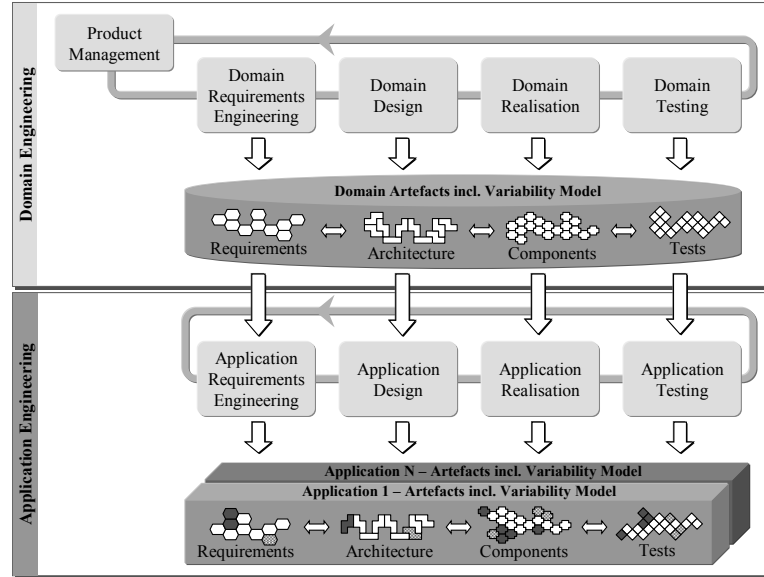 Domain Engineering
Product
Management
Domain
Requirements
Engineering
Domain
Design
Domain
Realisation
Domain
Testing
Domain Artefacts incl. Variability Model
Requirements
Architecture
Components
Tests
Application Engineering
Application
Requirements
Engineering
Application
Design
Application
Realisation
Application
Testing
Application N – Artefacts incl. Variability Model
Application 1 – Artefacts incl. Variability Model
Requirements
Architecture
Components
Tests